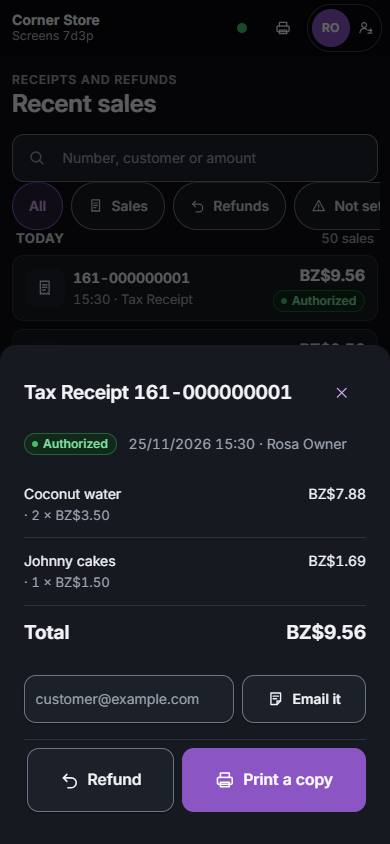 Corner Store
Screens 7d3p
RO
RECEIPTS AND REFUNDS
Recent sales
Number, customer or amount
All
Sales
Refunds
Not set
TODAY
50 sales
161-000000001
BZ$9.56
15:30 · Tax Receipt
Authorized
Tax Receipt 161-000000001
Authorized
25/11/2026 15:30 · Rosa Owner
Coconut water
BZ$7.88
· 2 × BZ$3.50
Johnny cakes
BZ$1.69
· 1 × BZ$1.50
Total
BZ$9.56
customer@example.com
Email it
Refund
Print a copy